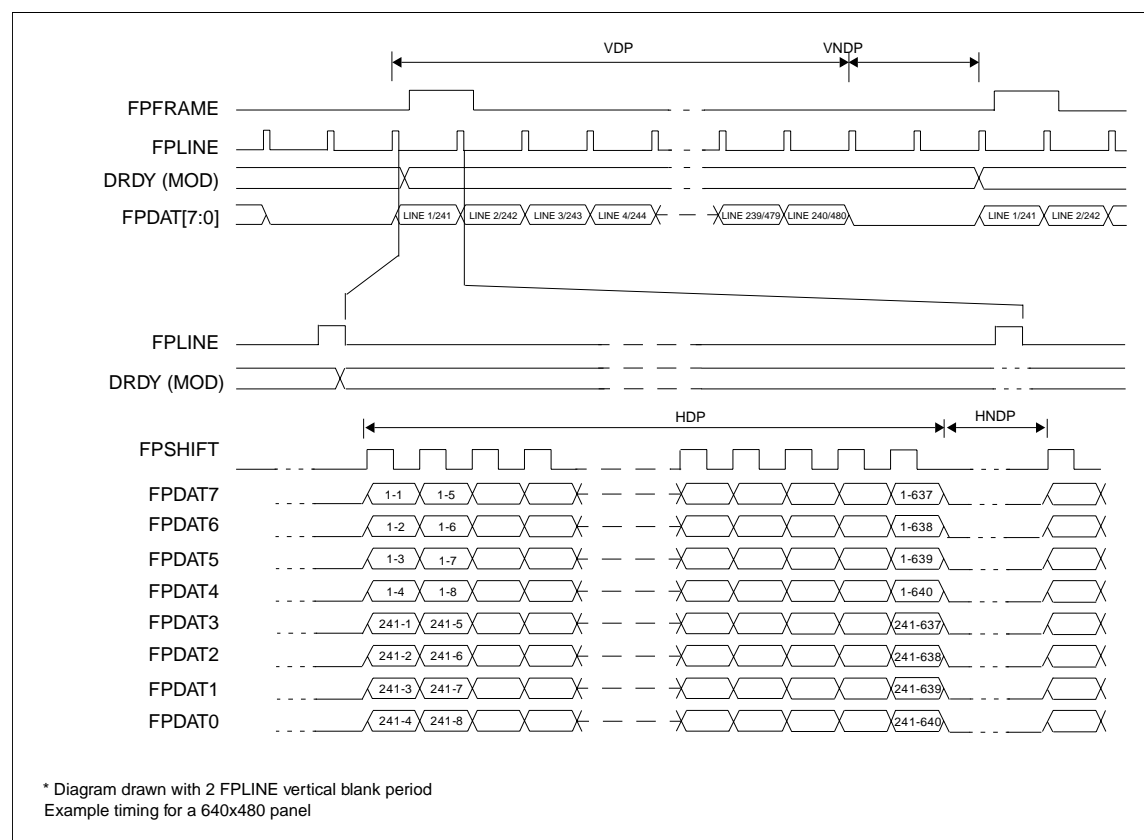 VDP VNDP
FPFRAME
FPLINE
DRDY (MOD)
FPDAT[7:0] LINE 1/241 LINE 2/242 LINE 3/243 LINE 4/244 LINE 239/479 LINE 240/480 LINE 1/241 LINE 2/242
FPLINE
DRDY (MOD)
HDP HNDP
FPSHIFT
FPDAT7 1-1 1-5 1-637
FPDAT6 1-2 1-6 1-638
FPDAT5 1-3 1-7 1-639
FPDAT4 1-4 1-8 1-640
FPDAT3 241-1 241-5 241-637
FPDAT2 241-2 241-6 241-638
FPDAT1 241-3 241-7 241-639
FPDAT0 241-4 241-8 241-640
* Diagram drawn with 2 FPLINE vertical blank period
Example timing for a 640x480 panel